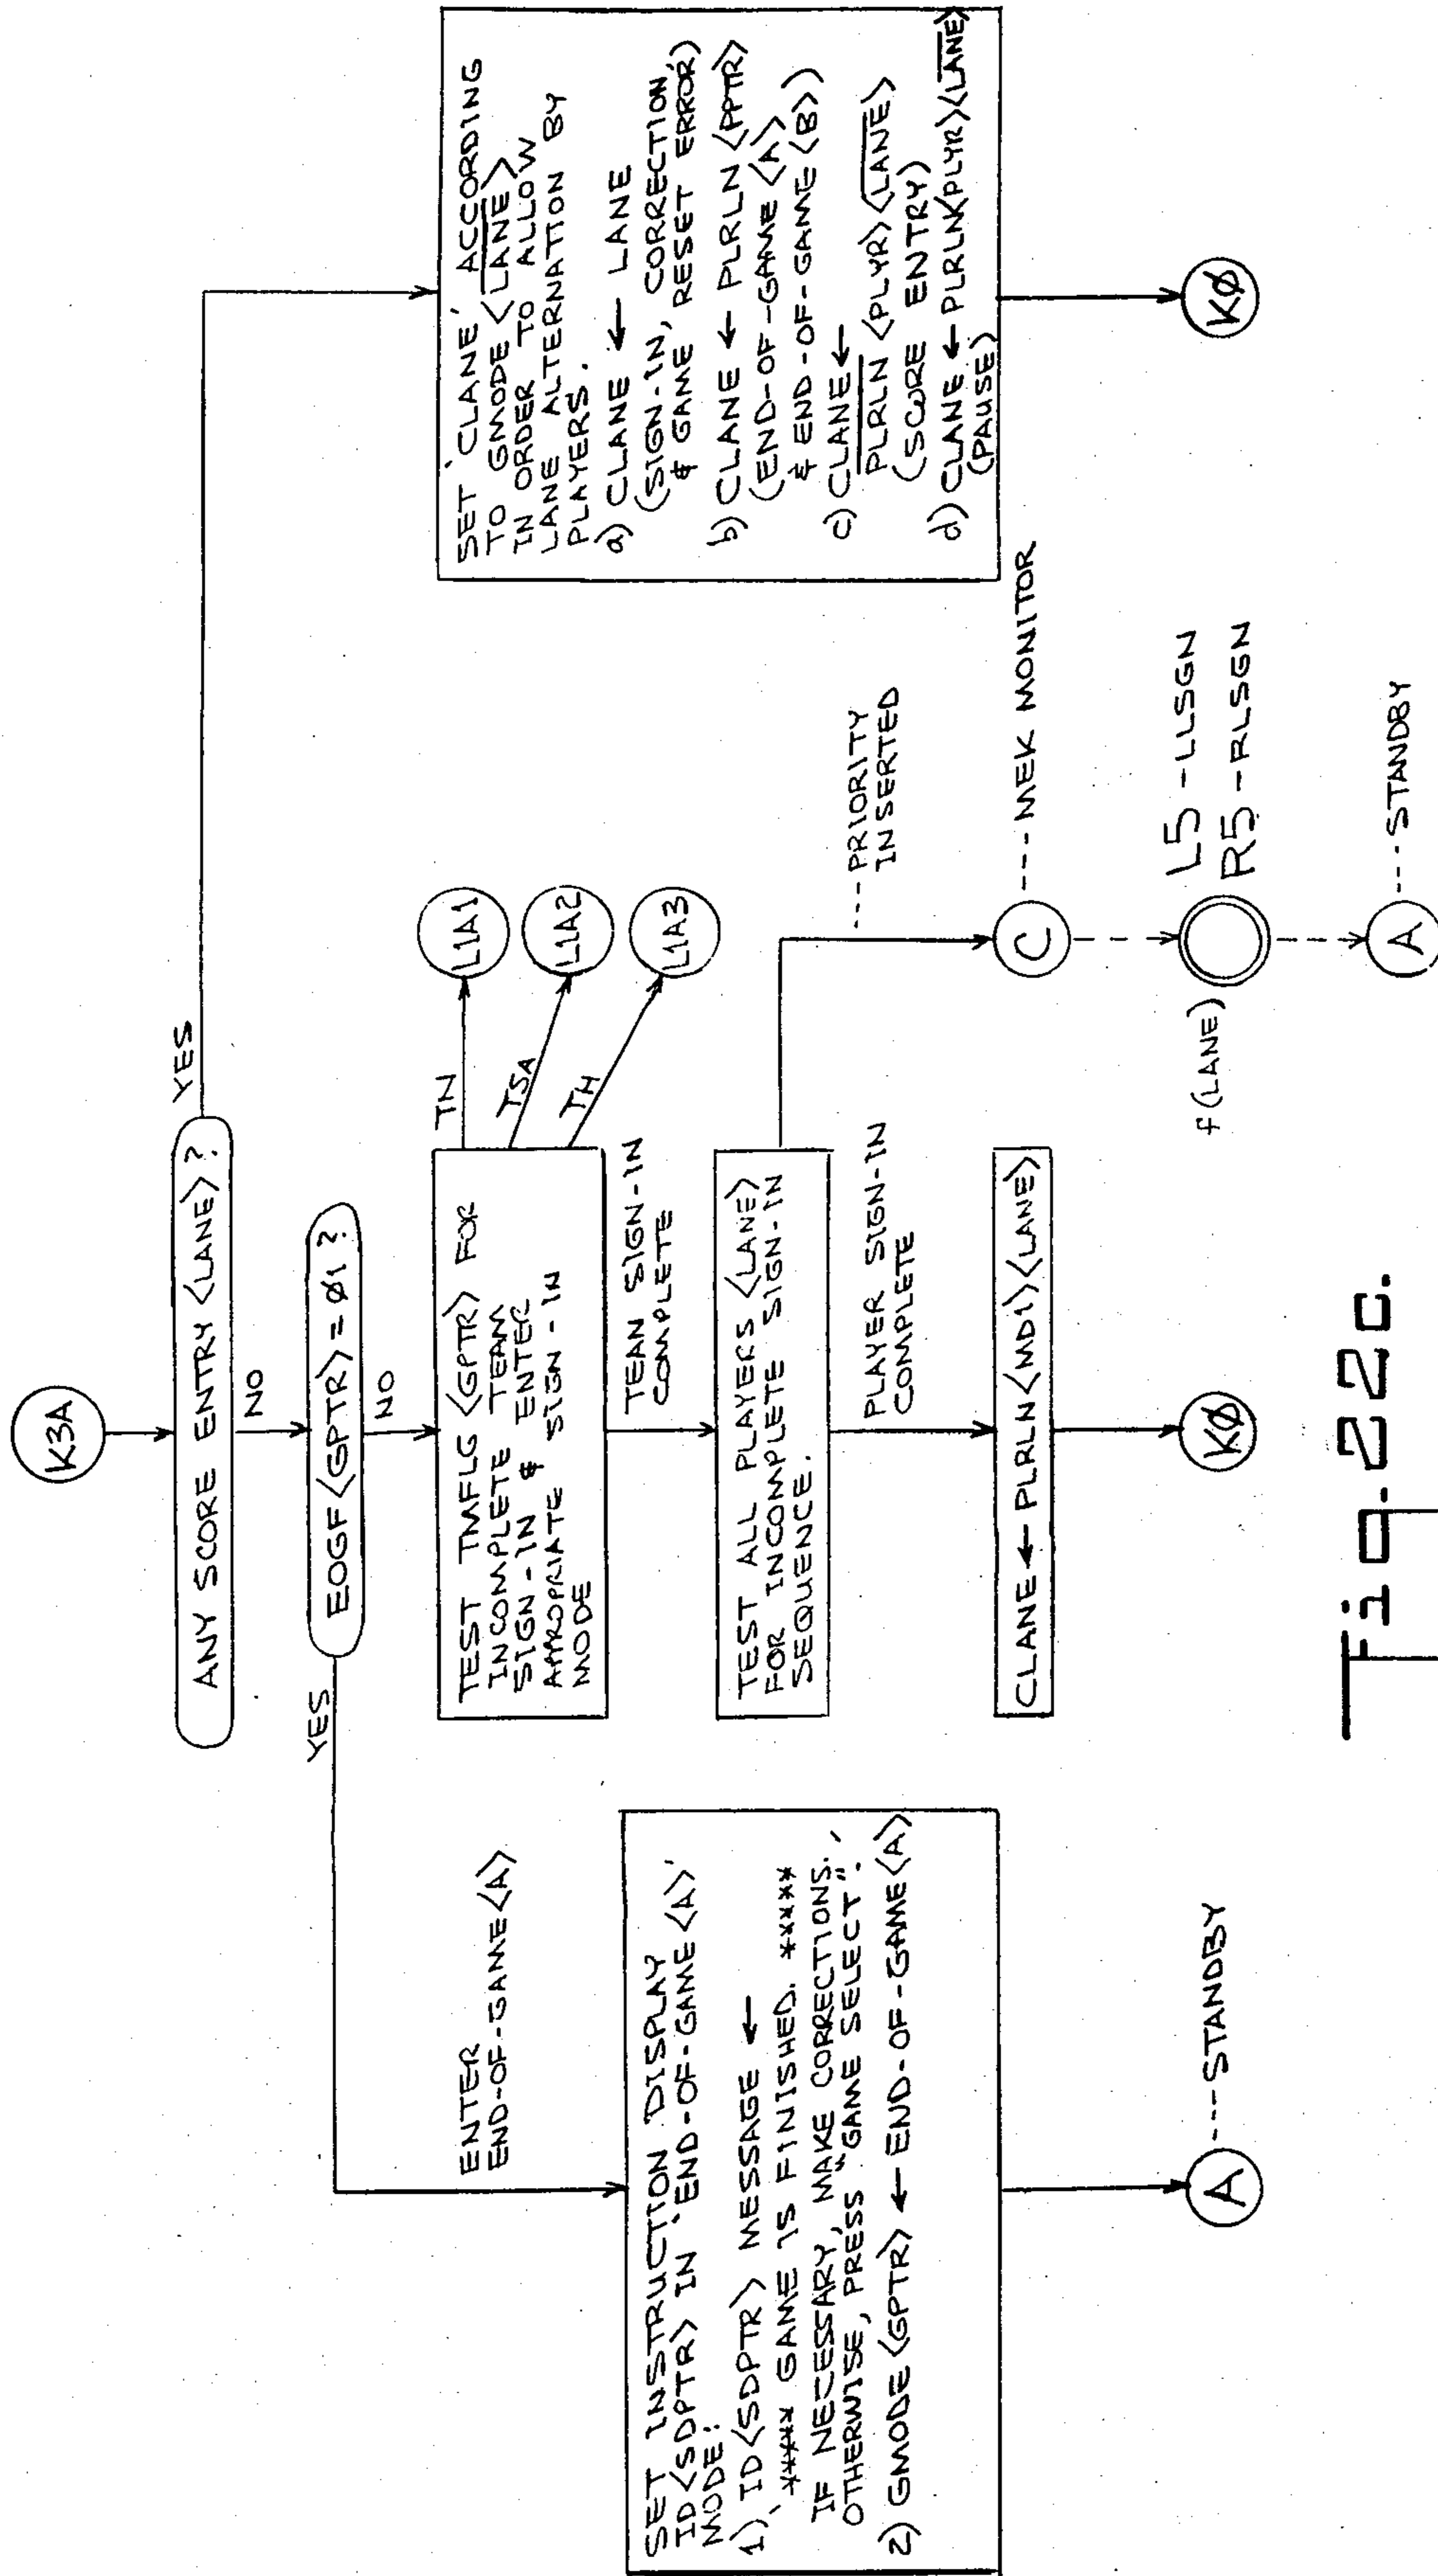 K3A
ANY SCORE ENTRY <LANE>?
YES
NO
EOGF<GPTR>=Ø1?
YES
NO
ENTER
END-OF-GAME<A>
SET INSTRUCTION DISPLAY
ID<SDPTR> IN 'END-OF-GAME<A>'
MODE:
1) ID<SDPTR> MESSAGE ←
'**** GAME IS FINISHED. *****
IF NECESSARY, MAKE CORRECTIONS.
OTHERWISE, PRESS "GAME SELECT".'
2) GMODE<GPTR> ← END-OF-GAME<A>
A ---STANDBY
TEST TMFLG <GPTR> FOR
INCOMPLETE TEAM
SIGN-IN & ENTER
APPROPRIATE SIGN-IN
MODE
TN
TSA
TH
L1A1
L1A2
L1A3
TEAN SIGN-IN
COMPLETE
TEST ALL PLAYERS <LANE>
FOR INCOMPLETE SIGN-IN
SEQUENCE.
PLAYER SIGN-IN
COMPLETE
CLANE ← PLRLN<MD1><LANE>
KØ
---PRIORITY
INSERTED
C ---MEK MONITOR
f(LANE)
L5-LLSGN
R5-RLSGN
A ---STANDBY
SET 'CLANE' ACCORDING
TO GMODE <LANE>
IN ORDER TO ALLOW
LANE ALTERNATION BY
PLAYERS.
a) CLANE ← LANE
(SIGN-IN, CORRECTION,
& GAME RESET ERROR)
b) CLANE ← PLRLN <PPTR>
(END-OF-GAME <A>
& END-OF-GAME <B>)
c) CLANE ←
PLRLN <PLYR><LANE>
(SCORE ENTRY)
d) CLANE ← PLRLN<PLYR><LANE>
(PAUSE)
KØ
Fig.22c.